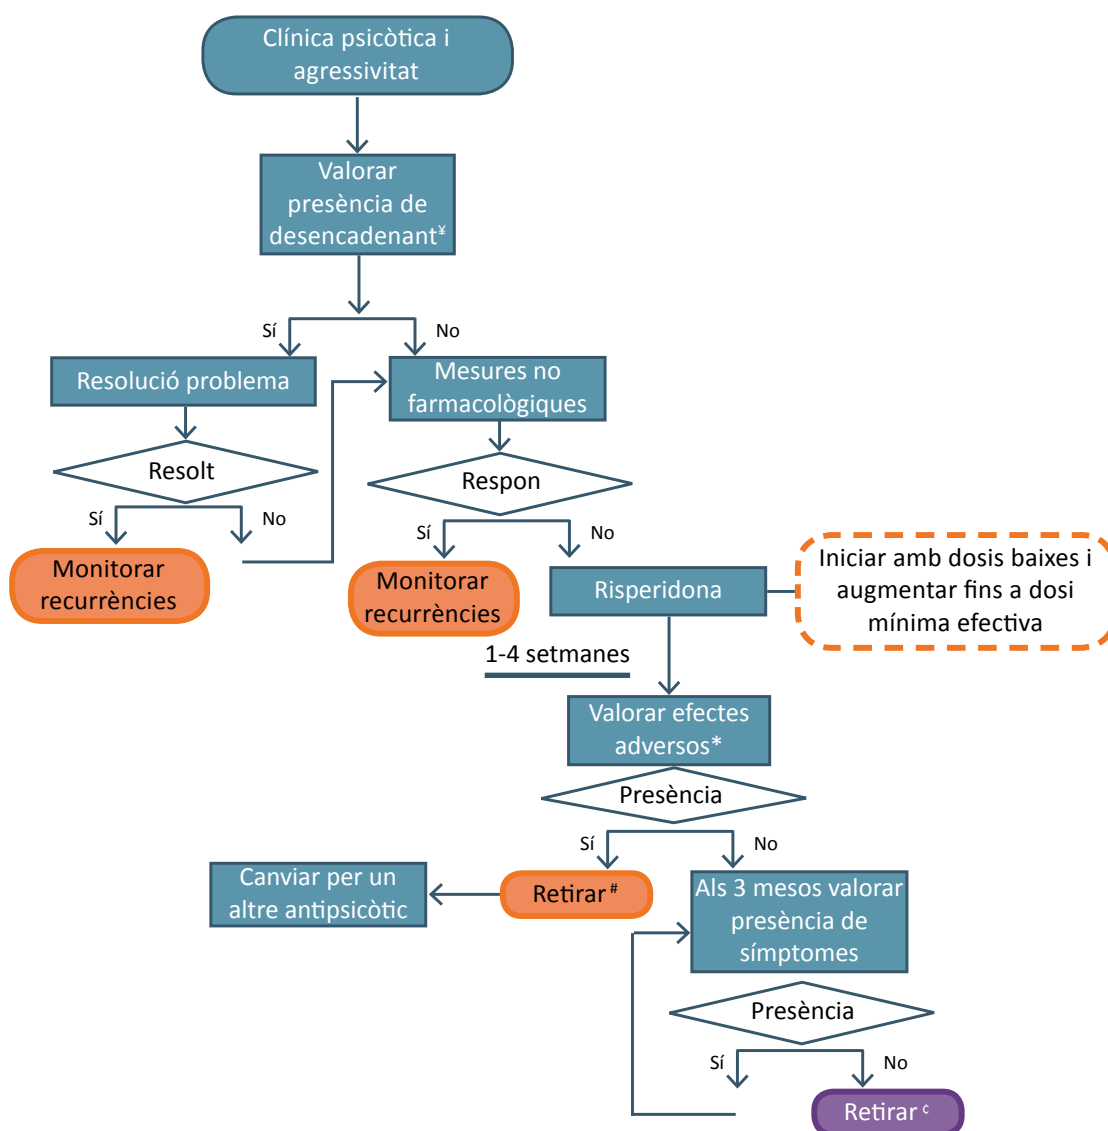 Clínica psicòtica i
agressivitat
Valorar
presència de
desencadenant¥
Sí
No
Resolució problema
Mesures no
farmacològiques
Resolt
Respon
Sí
No
Sí
No
Monitorar
recurrències
Monitorar
recurrències
Risperidona
Iniciar amb dosis baixes i
augmentar fins a dosi
mínima efectiva
1-4 setmanes
Valorar efectes
adversos*
Presència
Sí
No
Canviar per un
altre antipsicòtic
Retirar #
Als 3 mesos valorar
presència de
símptomes
Presència
Sí
No
Retirar ¢